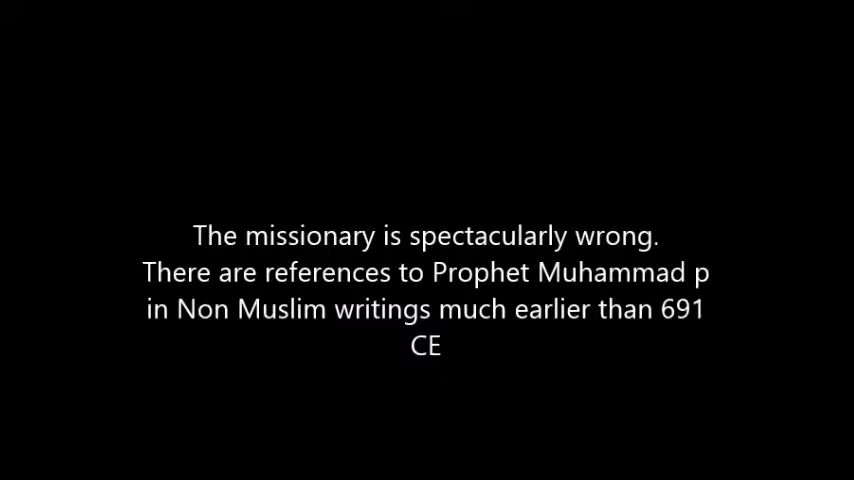 The missionary is spectacularly wrong.
There are references to Prophet Muhammad p
in Non Muslim writings much earlier than 691
CE